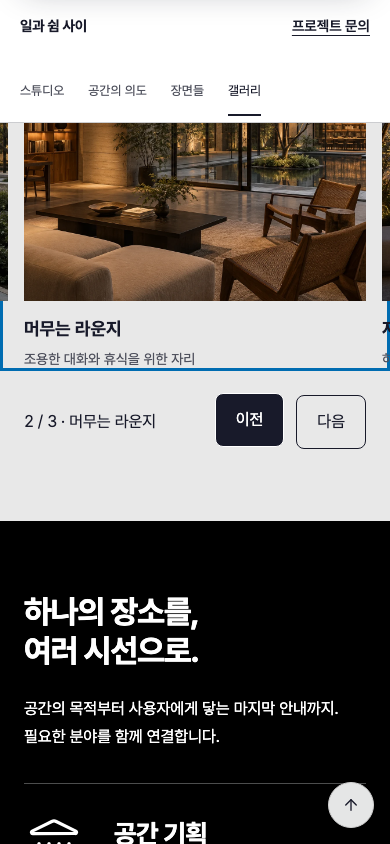 일과 쉼 사이
프로젝트 문의
스튜디오
공간의 의도
장면들
갤러리
머무는 라운지
조용한 대화와 휴식을 위한 자리
2 / 3 · 머무는 라운지
이전
다음
하나의 장소를,
여러 시선으로.
공간의 목적부터 사용자에게 닿는 마지막 안내까지.
필요한 분야를 함께 연결합니다.
공간 기획